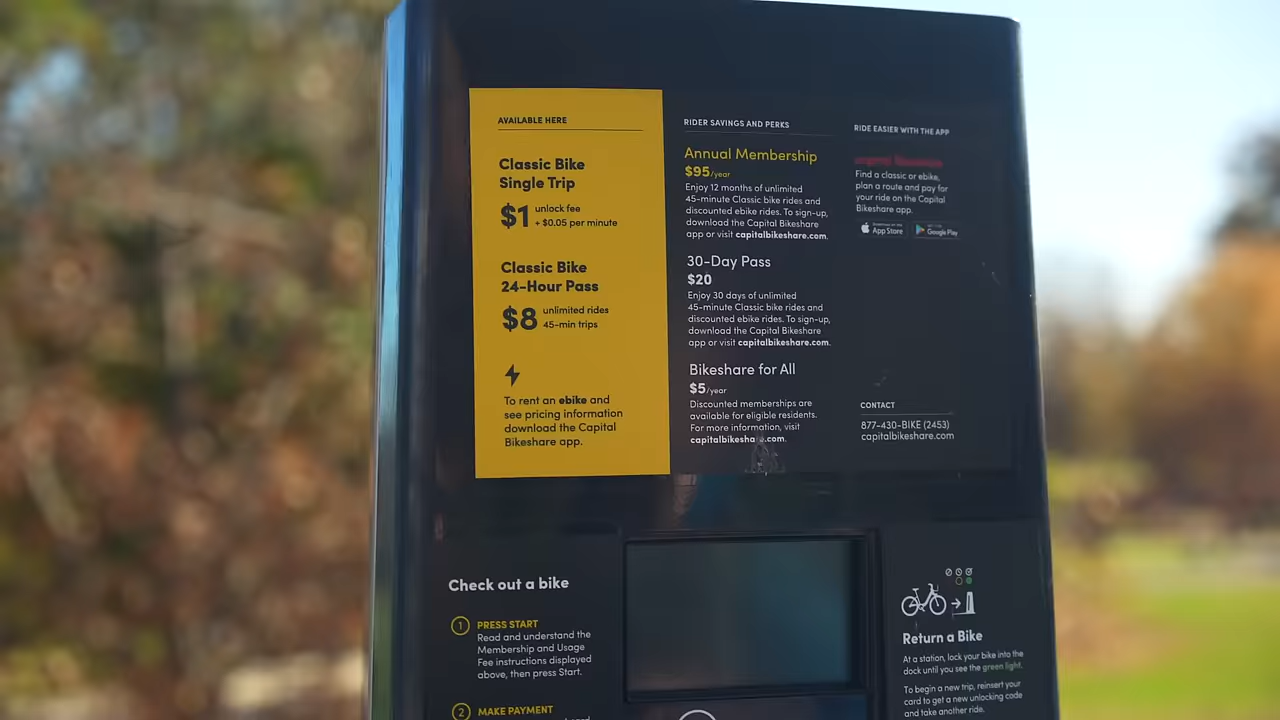 AVAILABLE HERE
Classic Bike
Single Trip
$1 unlock fee
+ $0.05 per minute
Classic Bike
24-Hour Pass
$8 unlimited rides
45-min trips
To rent an ebike and
see pricing information
download the Capital
Bikeshare app.
RIDER SAVINGS AND PERKS
Annual Membership
$95/year
Enjoy 12 months of unlimited
45-minute Classic bike rides and
discounted ebike rides. To sign-up,
download the Capital Bikeshare
app or visit capitalbikeshare.com.
30-Day Pass
$20
Enjoy 30 days of unlimited
45-minute Classic bike rides and
discounted ebike rides. To sign-up,
download the Capital Bikeshare
app or visit capitalbikeshare.com.
Bikeshare for All
$5/year
Discounted memberships are
available for eligible residents.
For more information, visit
RIDE EASIER WITH THE APP
Find a classic or ebike,
plan a route and pay for
your ride on the Capital
Bikeshare app.
App Store
Google Play
CONTACT
877-430-BIKE (2453)
capitalbikeshare.com
Check out a bike
1 PRESS START
Read and understand the
Membership and Usage
Fee instructions displayed
above, then press Start.
2 MAKE PAYMENT
Return a Bike
At a station, lock your bike into the
dock until you see the green light.
To begin a new trip, reinsert your
card to get a new unlocking code
and take another ride.